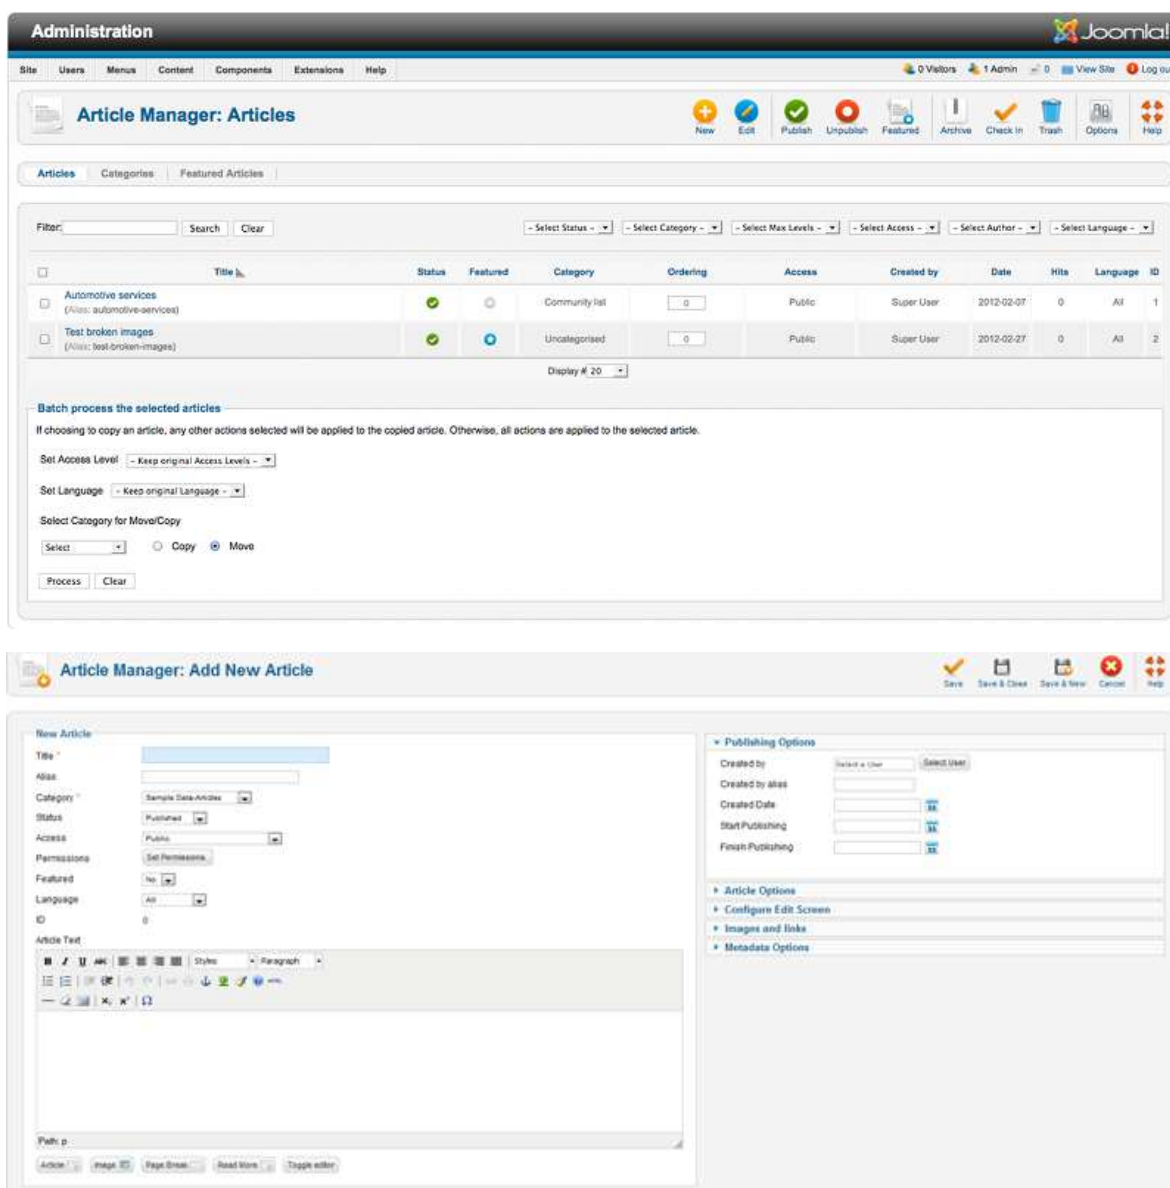 Administration Joomla!
Site Users Menus Content Components Extensions Help 0 Visitors 1 Admin 0 View Site Log ou
Article Manager: Articles New Edit Publish Unpublish Featured Archive Check In Trash Options Help
Articles Categories Featured Articles
Filter: Search Clear - Select Status - - Select Category - - Select Max Levels - - Select Access - - Select Author - - Select Language -
Title Status Featured Category Ordering Access Created by Date Hits Language ID
Automotive services Community list 0 Public Super User 2012-02-07 0 All 1
(Alias: automotive-services)
Test broken images Uncategorised 0 Public Super User 2012-02-27 0 All 2
(Alias: test-broken-images)
Display # 20
Batch process the selected articles
If choosing to copy an article, any other actions selected will be applied to the copied article. Otherwise, all actions are applied to the selected article.
Set Access Level - Keep original Access Levels -
Set Language - Keep original Language -
Select Category for Move/Copy
Select Copy Move
Process Clear
Article Manager: Add New Article Save Save & Close Save & New Cancel Help
New Article
Title *
Alias
Category * Sample Data-Articles
Status Published
Access Public
Permissions Set Permissions
Featured No
Language All
ID 0
Article Text
B I U ABC Styles Paragraph
HTML
Path: p
Article Image Page Break Read More Toggle editor
Publishing Options
Created by Select a User Select User
Created by alias
Created Date
Start Publishing
Finish Publishing
Article Options
Configure Edit Screen
Images and links
Metadata Options